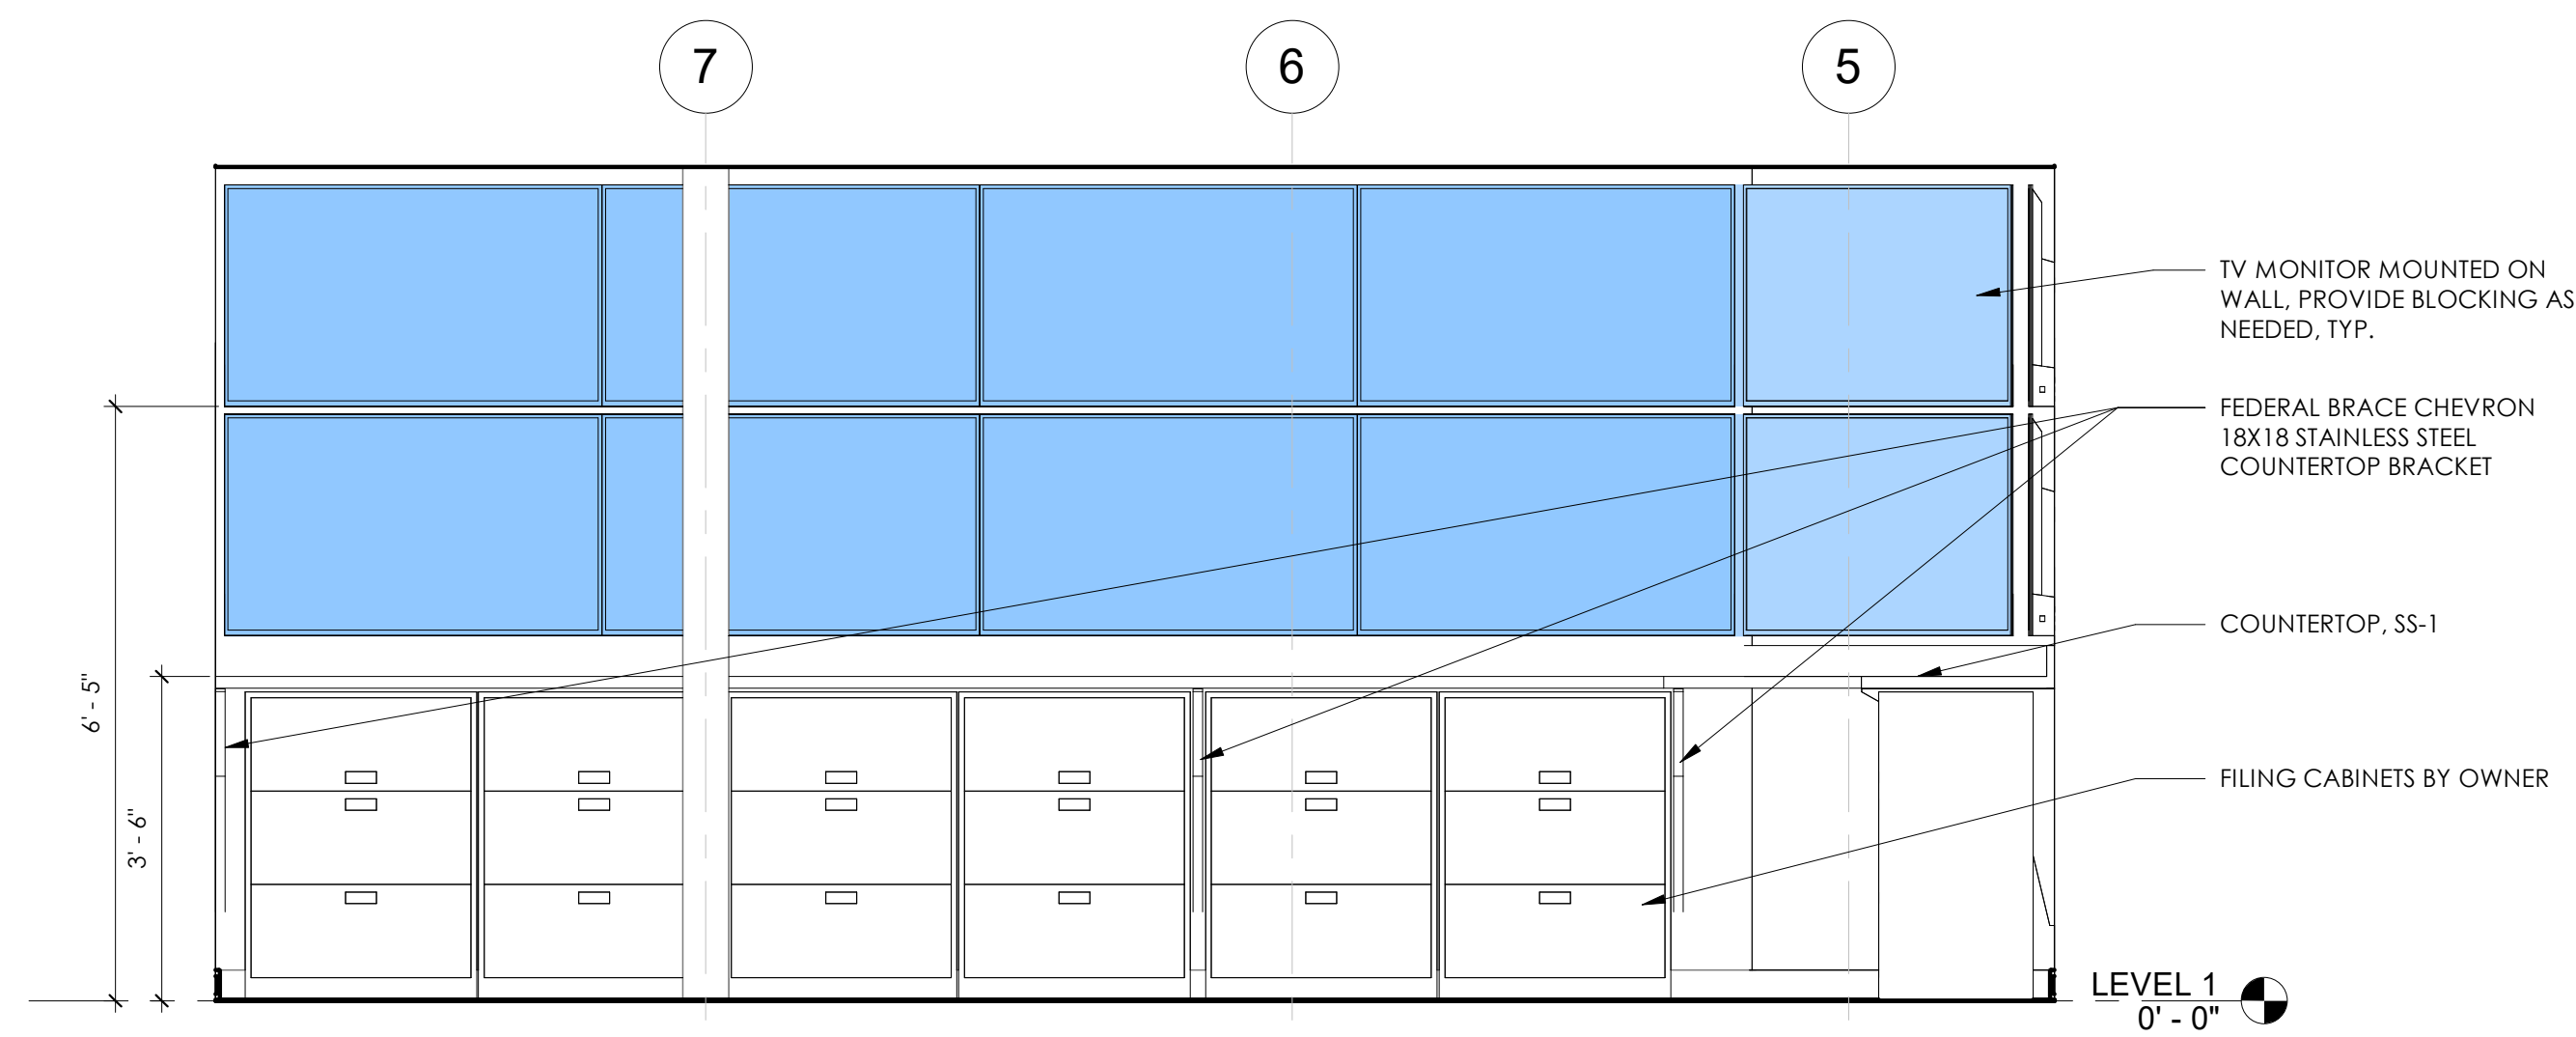 7
6
5
TV MONITOR MOUNTED ON
WALL, PROVIDE BLOCKING AS
NEEDED, TYP.
FEDERAL BRACE CHEVRON
18X18 STAINLESS STEEL
COUNTERTOP BRACKET
COUNTERTOP, SS-1
6' - 5"
3' - 6"
FILING CABINETS BY OWNER
LEVEL 1
0' - 0"